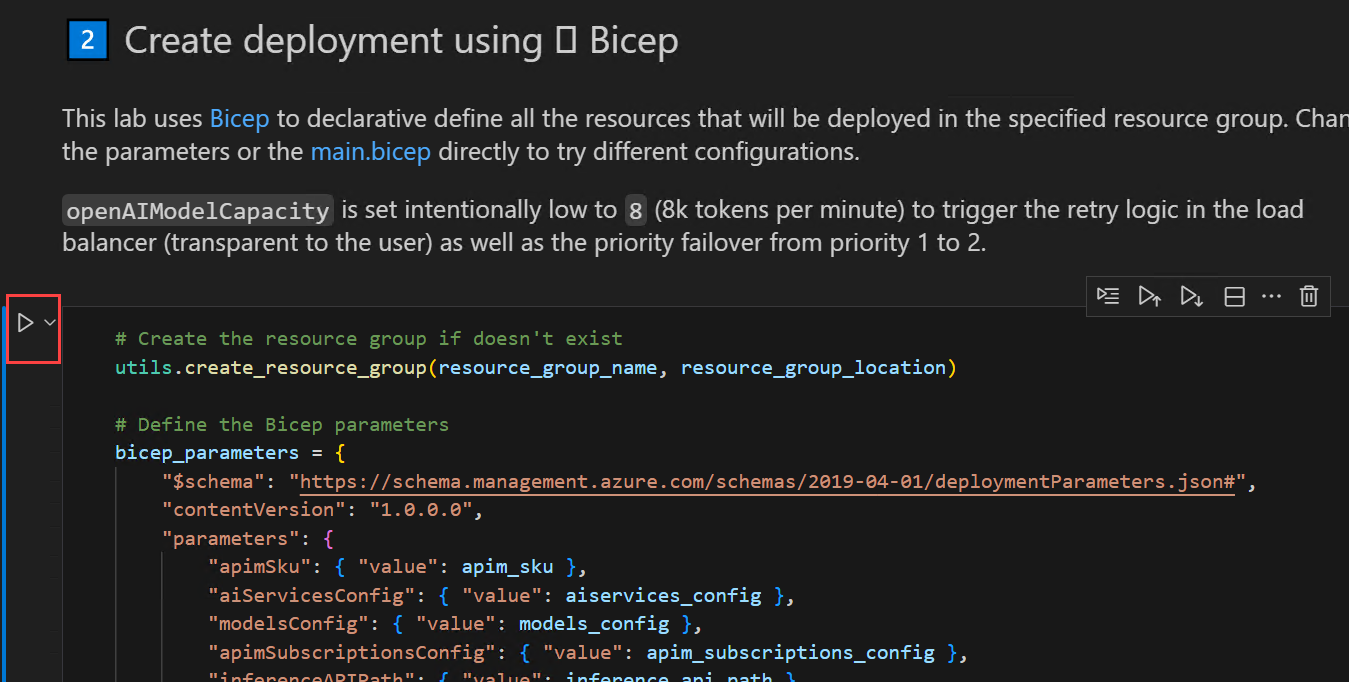 2 Create deployment using Bicep
This lab uses Bicep to declarative define all the resources that will be deployed in the specified resource group. Chan
the parameters or the main.bicep directly to try different configurations.
openAIModelCapacity is set intentionally low to 8 (8k tokens per minute) to trigger the retry logic in the load
balancer (transparent to the user) as well as the priority failover from priority 1 to 2.
# Create the resource group if doesn't exist
utils.create_resource_group(resource_group_name, resource_group_location)
# Define the Bicep parameters
bicep_parameters = {
"$schema": "https://schema.management.azure.com/schemas/2019-04-01/deploymentParameters.json#",
"contentVersion": "1.0.0.0",
"parameters": {
"apimSku": { "value": apim_sku },
"aiServicesConfig": { "value": aiservices_config },
"modelsConfig": { "value": models_config },
"apimSubscriptionsConfig": { "value": apim_subscriptions_config },
"inferenceAPIPath": { "value": inference_api_path }